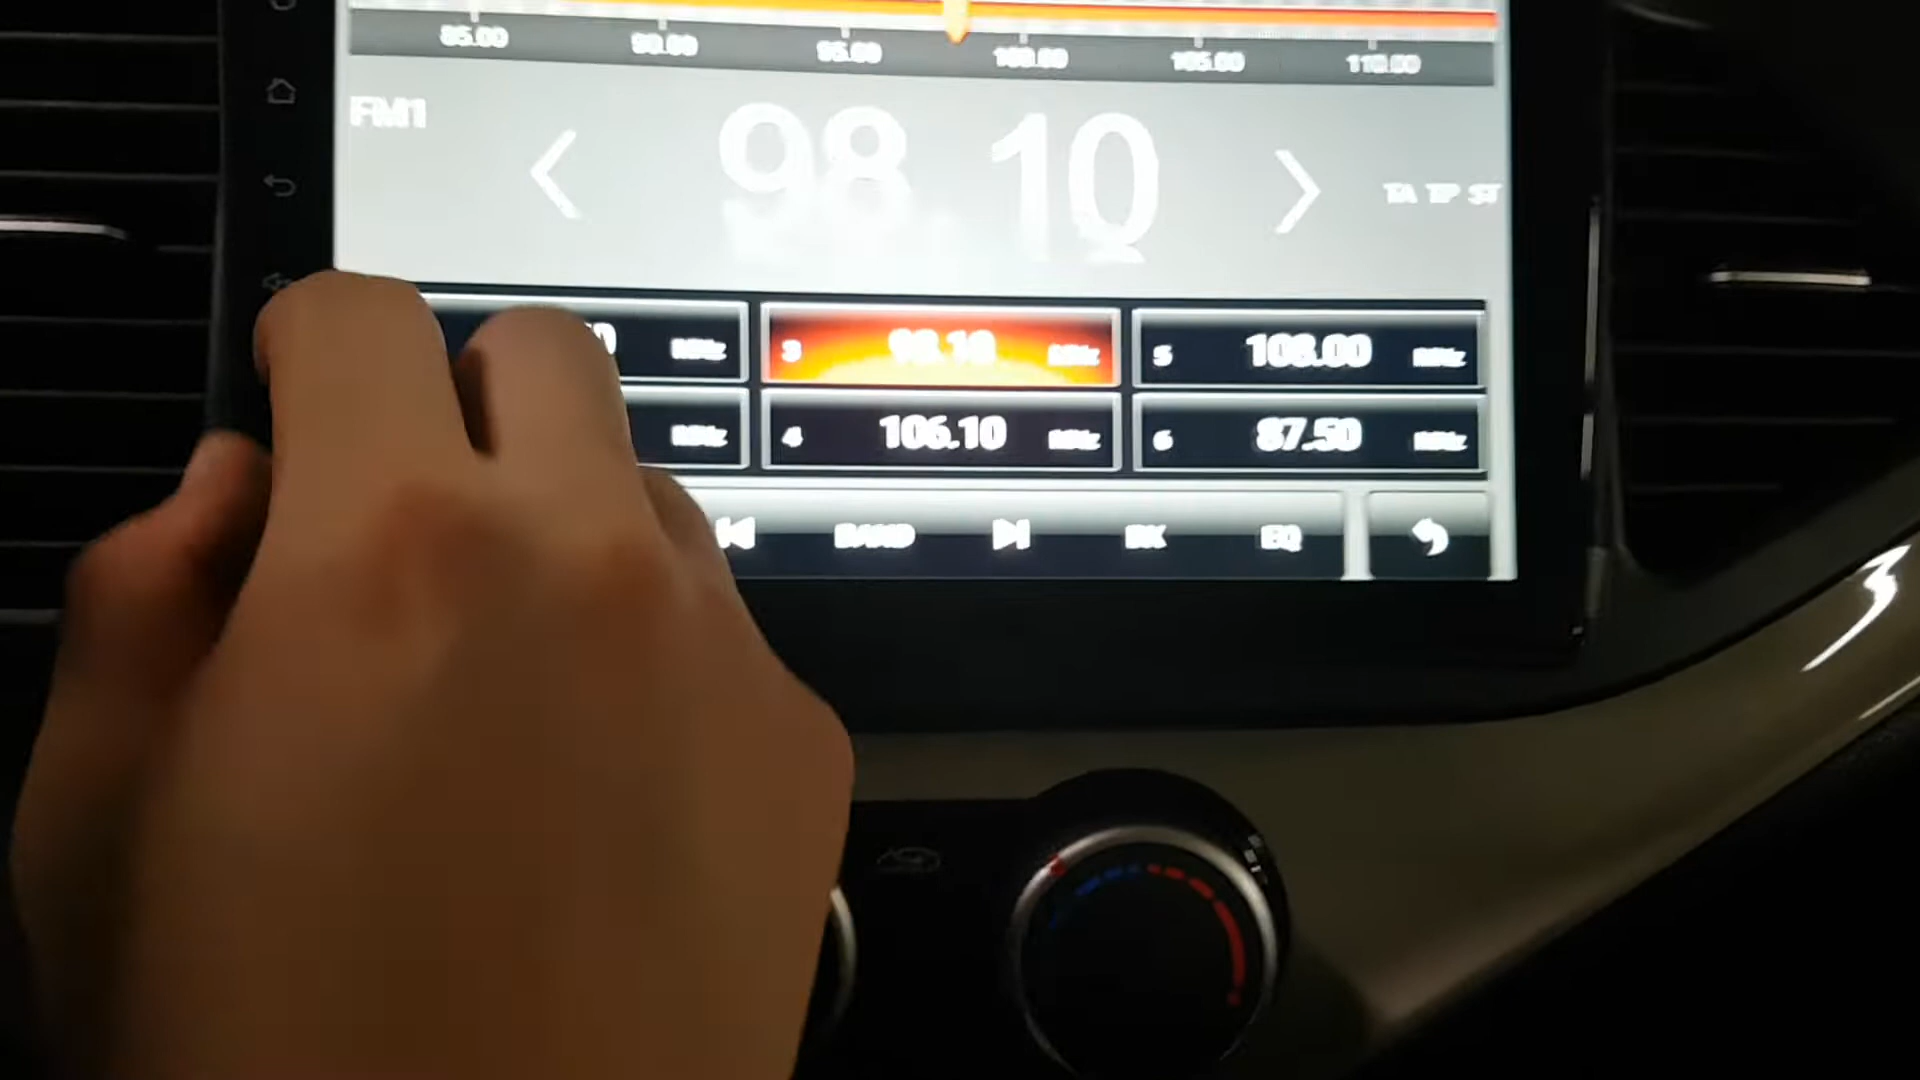 85.00 90.00 95.00 100.00 105.00 110.00
FM1
98 10
TA TP ST
0 MHz 3 98.10 MHz 5 108.00 MHz
MHz 4 106.10 MHz 6 87.50 MHz
BAND EQ